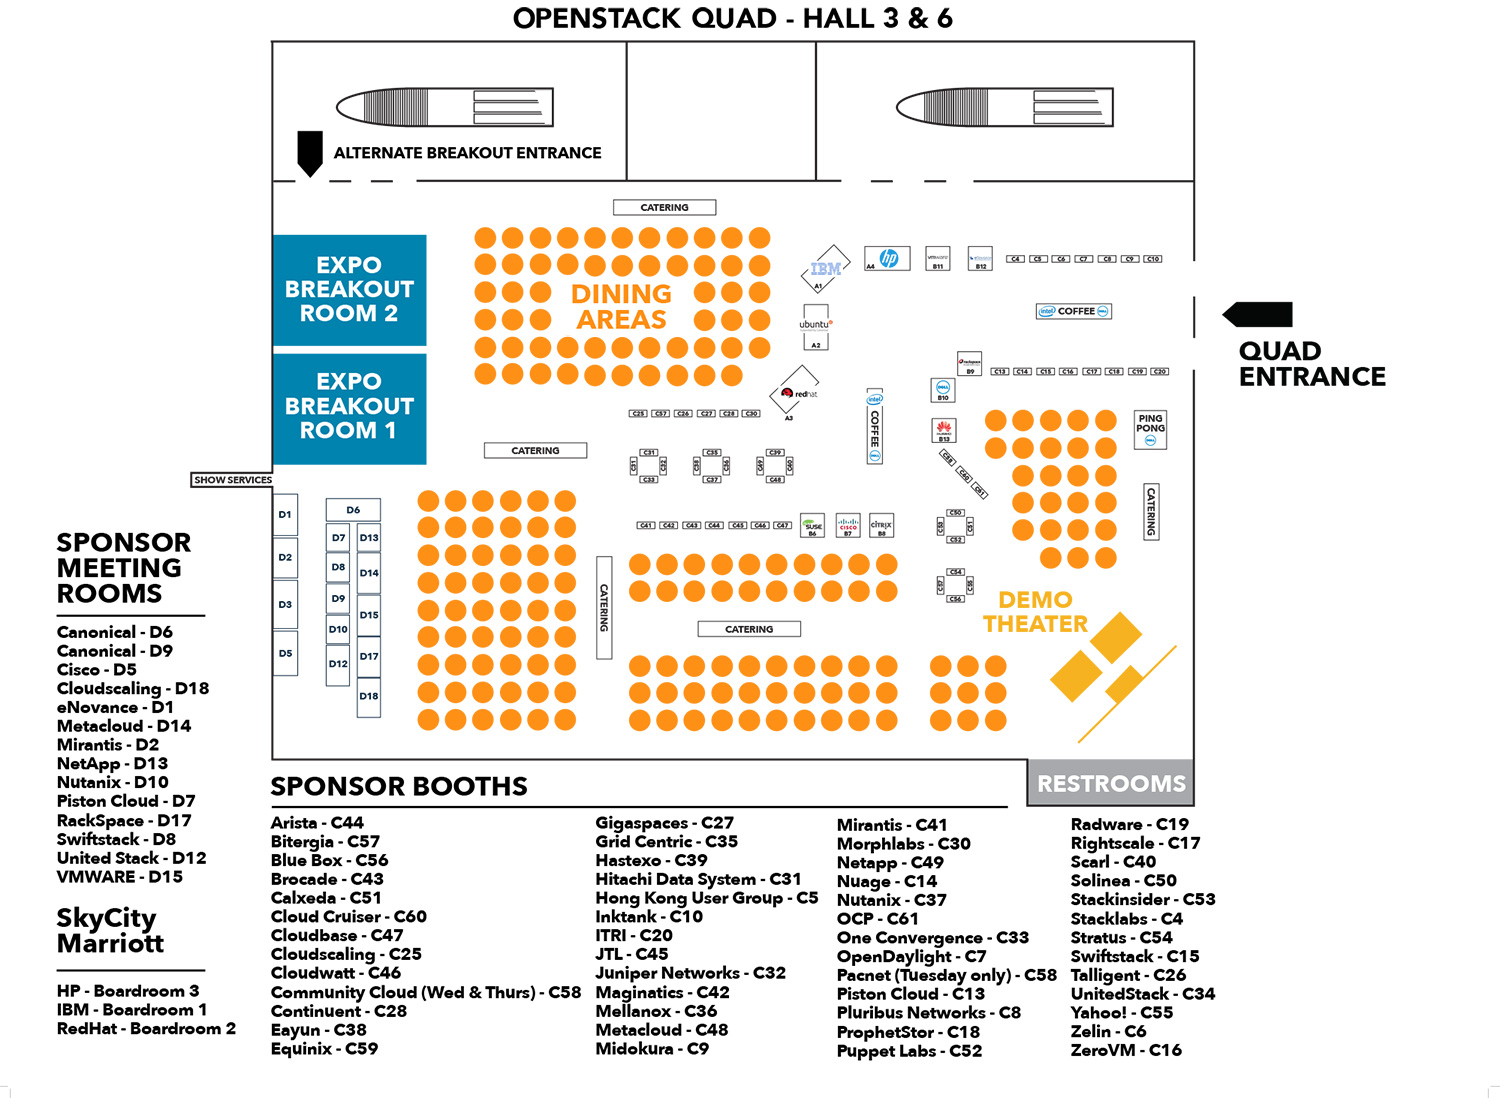 OPENSTACK QUAD - HALL 3 & 6
ALTERNATE BREAKOUT ENTRANCE
CATERING
EXPO
BREAKOUT
ROOM 2
DINING
AREAS
IBM
A1
hp
A4
vmware
B11
B12
C4 C5 C6 C7 C8 C9 C10
intel COFFEE DELL
ubuntu
A2
QUAD
ENTRANCE
EXPO
BREAKOUT
ROOM 1
redhat
A3
rackspace
B9
C13 C14 C15 C16 C17 C18 C19 C20
DELL
B10
intel COFFEE DELL
C25 C57 C26 C27 C28 C30
PING
PONG
DELL
HUAWEI
B13
CATERING
C31 C32 C33
C35 C36 C37 C38
C39 C48 C49
C60 C61
SHOW SERVICES
CATERING
D1
D2
D3
D5
D6
D7
D8
D9
D10
D12
D13
D14
D15
D17
D18
C41 C42 C43 C44 C45 C46 C47
SUSE
B6
CISCO
B7
CITRIX
B8
C50 C51 C52 C53
C54 C55 C56
CATERING
CATERING
DEMO
THEATER
RESTROOMS
SPONSOR
MEETING
ROOMS
Canonical - D6
Canonical - D9
Cisco - D5
Cloudscaling - D18
eNovance - D1
Metacloud - D14
Mirantis - D2
NetApp - D13
Nutanix - D10
Piston Cloud - D7
RackSpace - D17
Swiftstack - D8
United Stack - D12
VMWARE - D15
SkyCity
Marriott
HP - Boardroom 3
IBM - Boardroom 1
RedHat - Boardroom 2
SPONSOR BOOTHS
Arista - C44
Bitergia - C57
Blue Box - C56
Brocade - C43
Calxeda - C51
Cloud Cruiser - C60
Cloudbase - C47
Cloudscaling - C25
Cloudwatt - C46
Community Cloud (Wed & Thurs) - C58
Continuent - C28
Eayun - C38
Equinix - C59
Gigaspaces - C27
Grid Centric - C35
Hastexo - C39
Hitachi Data System - C31
Hong Kong User Group - C5
Inktank - C10
ITRI - C20
JTL - C45
Juniper Networks - C32
Maginatics - C42
Mellanox - C36
Metacloud - C48
Midokura - C9
Mirantis - C41
Morphlabs - C30
Netapp - C49
Nuage - C14
Nutanix - C37
OCP - C61
One Convergence - C33
OpenDaylight - C7
Pacnet (Tuesday only) - C58
Piston Cloud - C13
Pluribus Networks - C8
ProphetStor - C18
Puppet Labs - C52
Radware - C19
Rightscale - C17
Scarl - C40
Solinea - C50
Stackinsider - C53
Stacklabs - C4
Stratus - C54
Swiftstack - C15
Talligent - C26
UnitedStack - C34
Yahoo! - C55
Zelin - C6
ZeroVM - C16